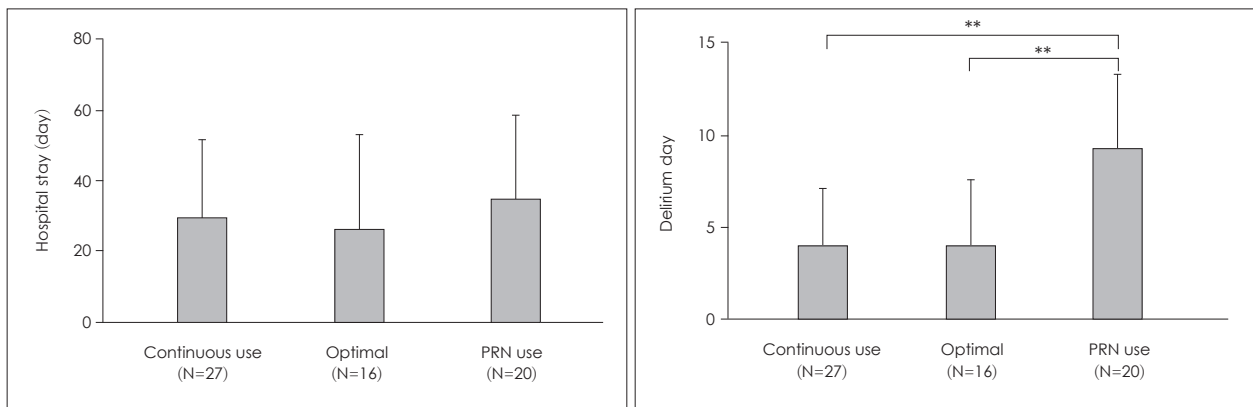 80
60
40
20
0
Hospital stay (day)
Continuous use
(N=27)
Optimal
(N=16)
PRN use
(N=20)
15
10
5
0
Delirium day
**
**
Continuous use
(N=27)
Optimal
(N=16)
PRN use
(N=20)